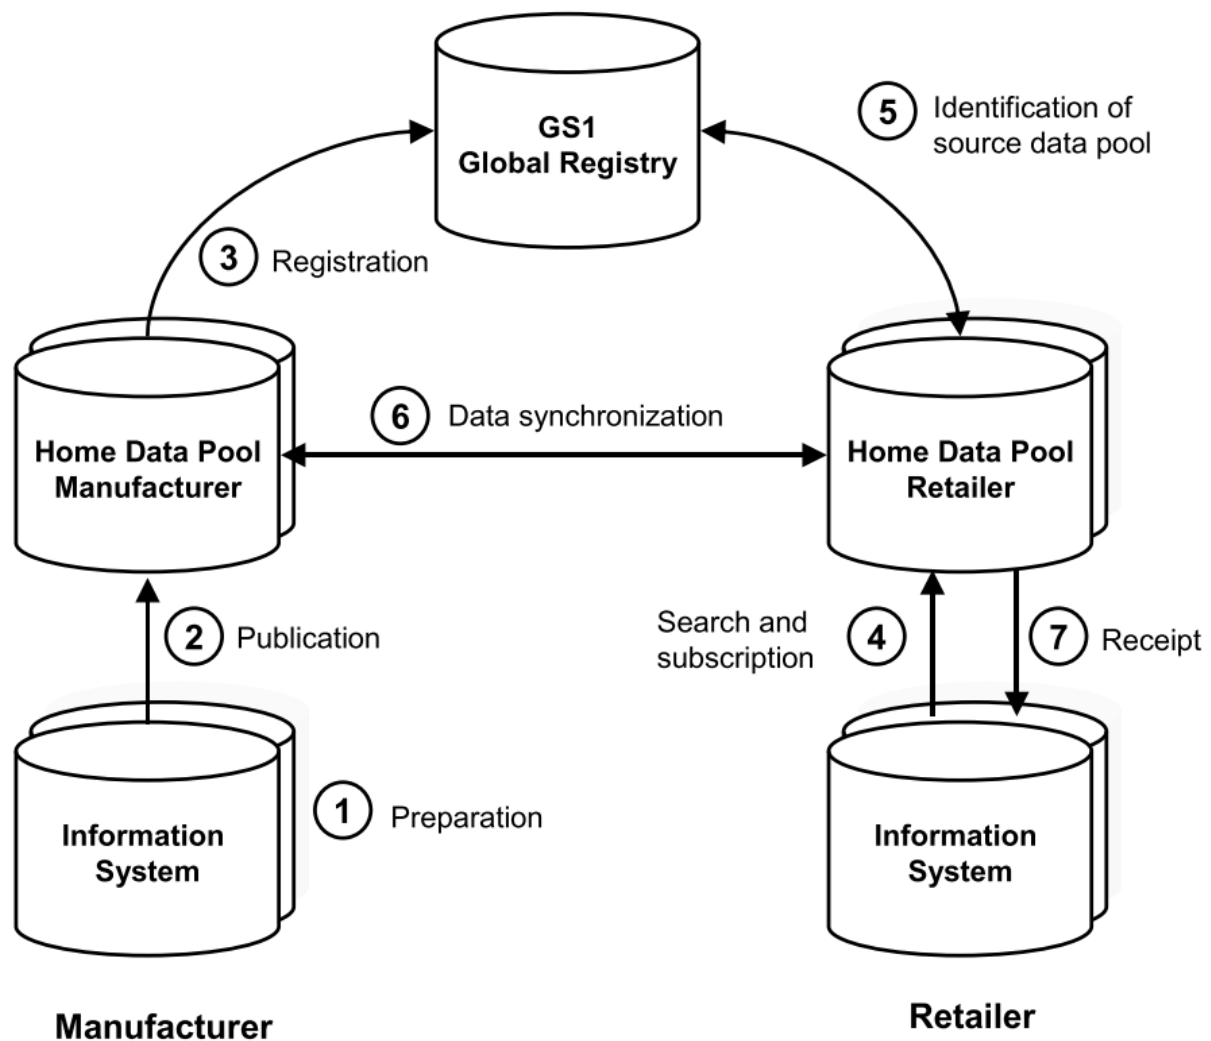 GS1
Global Registry
5
Identification of
source data pool
3
Registration
Home Data Pool
Manufacturer
6
Data synchronization
Home Data Pool
Retailer
2
Publication
Search and
subscription
4
7
Receipt
Information
System
1
Preparation
Information
System
Manufacturer
Retailer